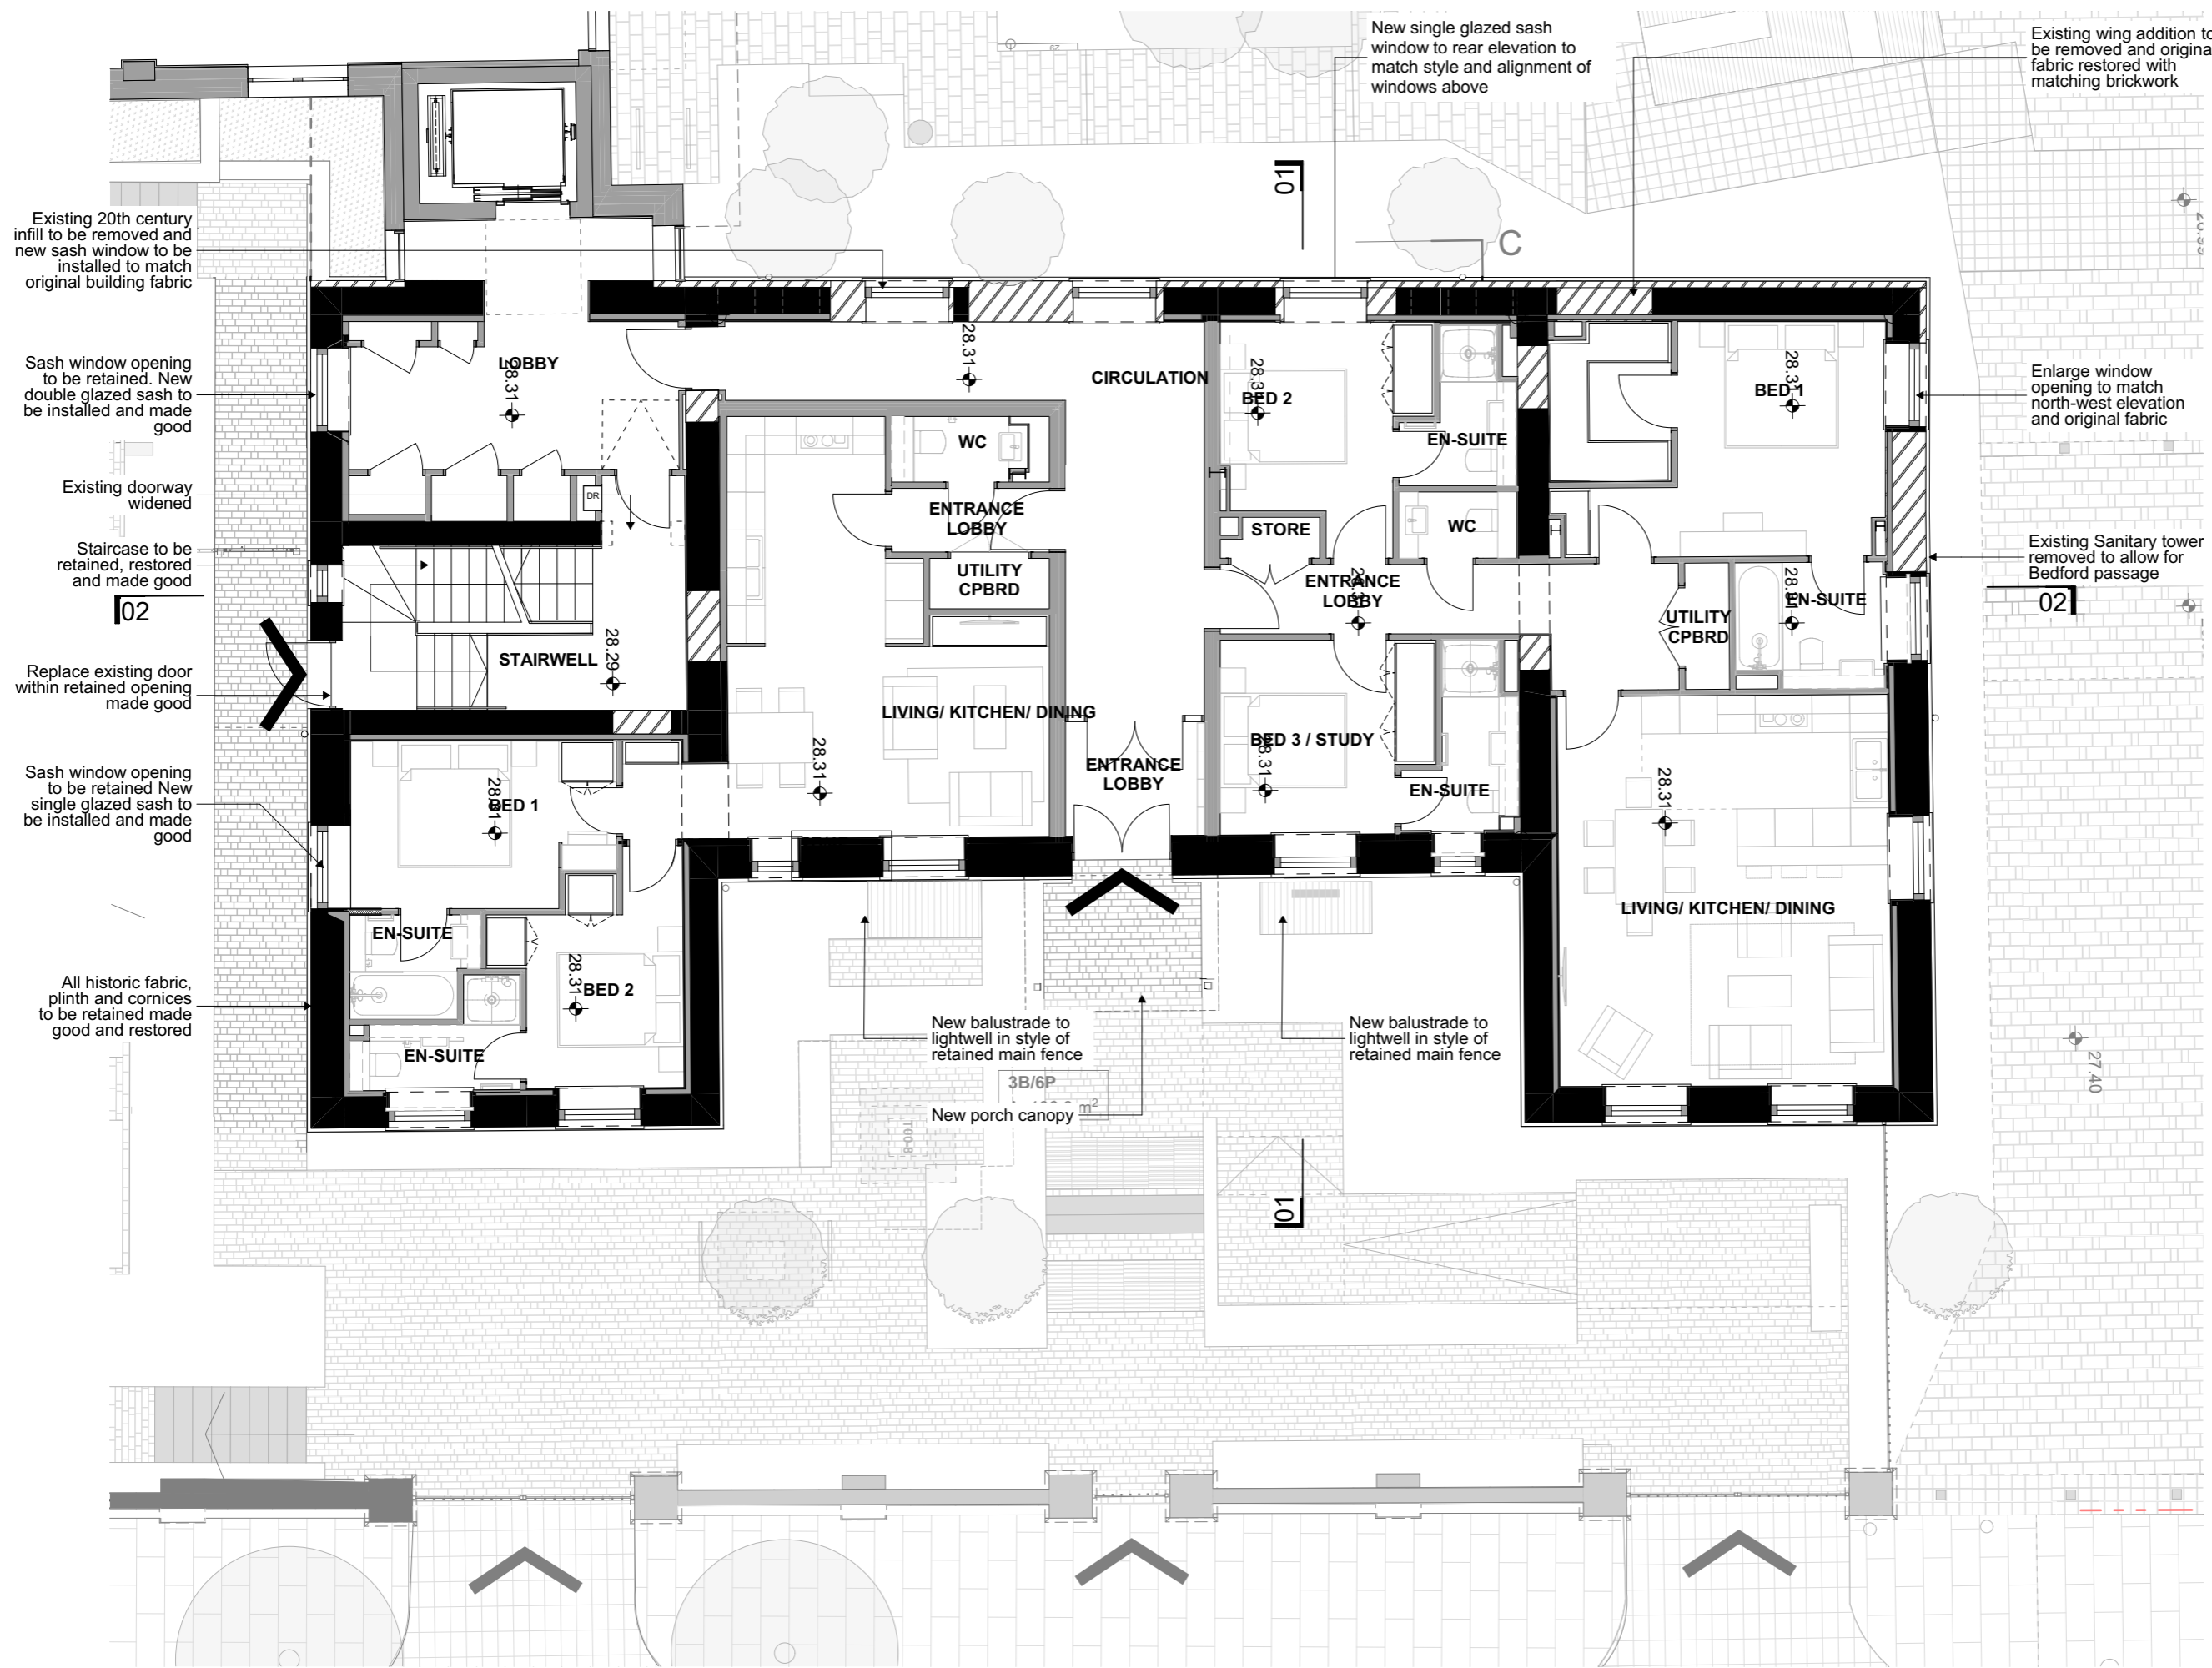 New single glazed sash
window to rear elevation to
match style and alignment of
windows above
Existing wing addition to
be removed and original
fabric restored with
matching brickwork
Existing 20th century
infill to be removed and
new sash window to be
installed to match
original building fabric
Sash window opening
to be retained. New
double glazed sash to
be installed and made
good
Existing doorway
widened
Staircase to be
retained, restored
and made good
02
Replace existing door
within retained opening
made good
Sash window opening
to be retained New
single glazed sash to
be installed and made
good
All historic fabric,
plinth and cornices
to be retained made
good and restored
Enlarge window
opening to match
north-west elevation
and original fabric
Existing Sanitary tower
removed to allow for
Bedford passage
02
01
C
LOBBY
28.31
DR
STAIRWELL
28.29
28.31
CIRCULATION
WC
ENTRANCE
LOBBY
UTILITY
CPBRD
LIVING/ KITCHEN/ DINING
28.31
ENTRANCE
LOBBY
BED 1
EN-SUITE
BED 2
28.31
EN-SUITE
BED 2
EN-SUITE
STORE
WC
ENTRANCE
LOBBY
BED 3 / STUDY
28.31
EN-SUITE
BED 1
28.31
EN-SUITE
UTILITY
CPBRD
28.31
LIVING/ KITCHEN/ DINING
New balustrade to
lightwell in style of
retained main fence
New balustrade to
lightwell in style of
retained main fence
3B/6P
m²
New porch canopy
T00-8
01
27.40